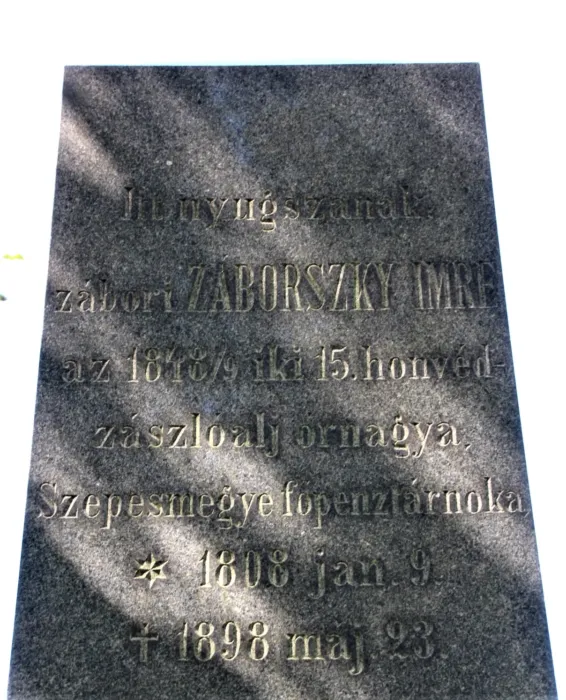 Itt nyugszanak:
zábori ZÁBORSZKY IMRE
az 1848/9 iki 15. honvéd-
zászlóalj őrnagya,
Szepesmegye főpenztárnoka
* 1808 jan 9.
† 1898 máj. 23.